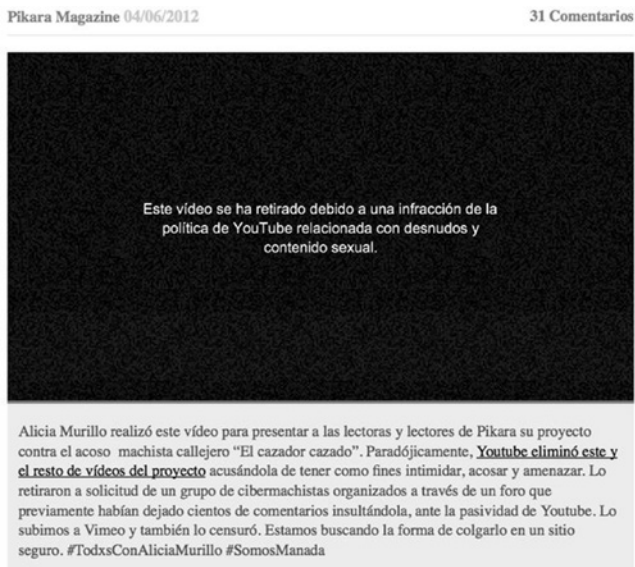 Pikara Magazine 04/06/2012 31 Comentarios
Este vídeo se ha retirado debido a una infracción de la
política de YouTube relacionada con desnudos y
contenido sexual.
Alicia Murillo realizó este vídeo para presentar a las lectoras y lectores de Pikara su proyecto
contra el acoso machista callejero “El cazador cazado”. Paradójicamente, Youtube eliminó este y
el resto de vídeos del proyecto acusándola de tener como fines intimidar, acosar y amenazar. Lo
retiraron a solicitud de un grupo de cibermachistas organizados a través de un foro que
previamente habían dejado cientos de comentarios insultándola, ante la pasividad de Youtube. Lo
subimos a Vimeo y también lo censuró. Estamos buscando la forma de colgarlo en un sitio
seguro. #TodxsConAliciaMurillo #SomosManada